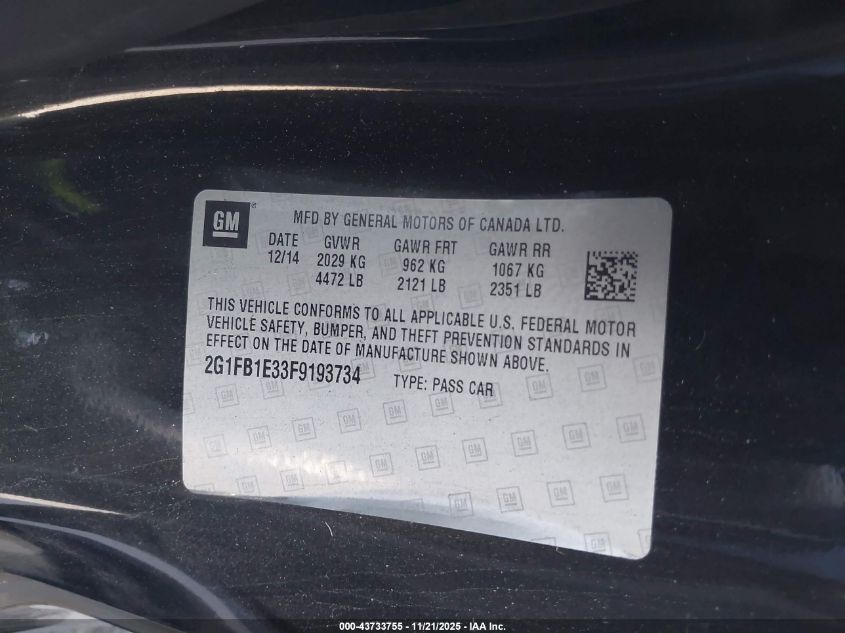 GM
MFD BY GENERAL MOTORS OF CANADA LTD.
DATE GVWR GAWR FRT GAWR RR
12/14 2029 KG 962 KG 1067 KG
4472 LB 2121 LB 2351 LB
THIS VEHICLE CONFORMS TO ALL APPLICABLE U.S. FEDERAL MOTOR
VEHICLE SAFETY, BUMPER, AND THEFT PREVENTION STANDARDS IN
EFFECT ON THE DATE OF MANUFACTURE SHOWN ABOVE.
2G1FB1E33F9193734 TYPE: PASS CAR
000-43733755 - 11/21/2025 - IAA Inc.